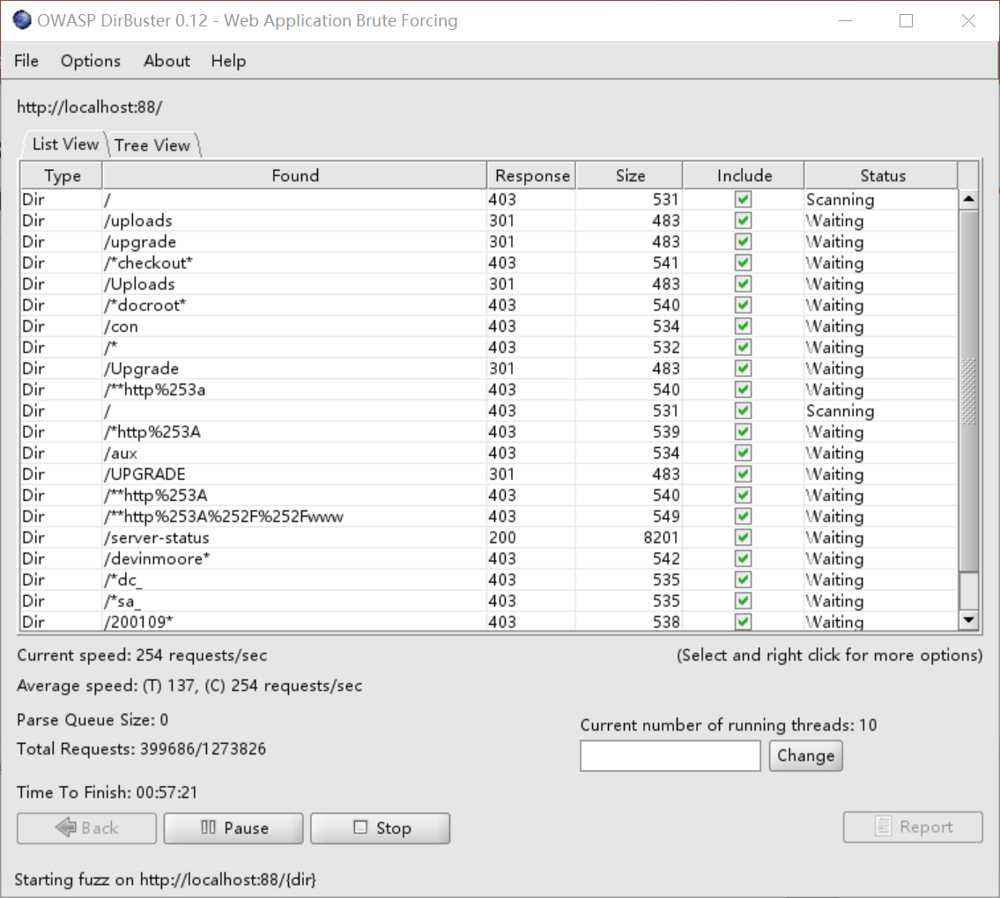 OWASP DirBuster 0.12 - Web Application Brute Forcing
File Options About Help
http://localhost:88/
List View Tree View
Type Found Response Size Include Status
Dir / 403 531 Scanning
Dir /uploads 301 483 Waiting
Dir /upgrade 301 483 Waiting
Dir /*checkout* 403 541 Waiting
Dir /Uploads 301 483 Waiting
Dir /*docroot* 403 540 Waiting
Dir /con 403 534 Waiting
Dir /* 403 532 Waiting
Dir /Upgrade 301 483 Waiting
Dir /**http%253a 403 540 Waiting
Dir / 403 531 Scanning
Dir /*http%253A 403 539 Waiting
Dir /aux 403 534 Waiting
Dir /UPGRADE 301 483 Waiting
Dir /**http%253A 403 540 Waiting
Dir /**http%253A%252F%252Fwww 403 549 Waiting
Dir /server-status 200 8201 Waiting
Dir /devinmoore* 403 542 Waiting
Dir /*dc_ 403 535 Waiting
Dir /*sa_ 403 535 Waiting
Dir /200109* 403 538 Waiting
Current speed: 254 requests/sec (Select and right click for more options)
Average speed: (T) 137, (C) 254 requests/sec
Parse Queue Size: 0
Current number of running threads: 10
Total Requests: 399686/1273826
Change
Time To Finish: 00:57:21
Back Pause Stop Report
Starting fuzz on http://localhost:88/{dir}